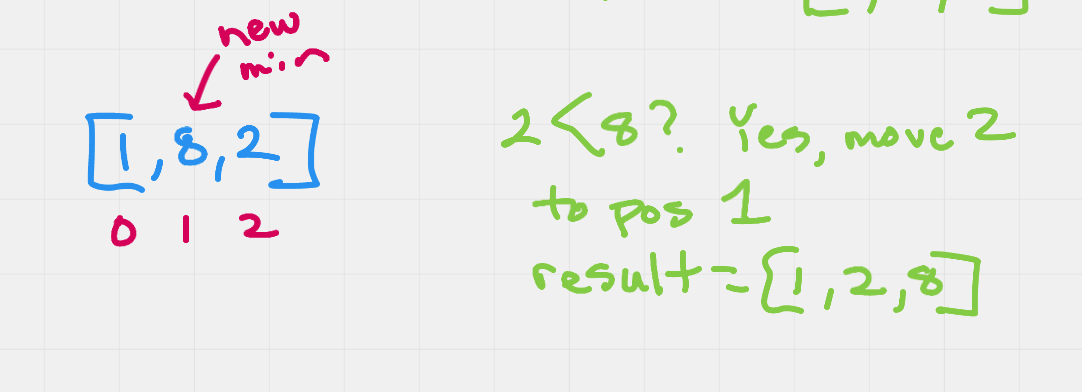 new
min
[1,8,2]
0 1 2
2<8? Yes, move 2
to pos 1
result=[1,2,8]